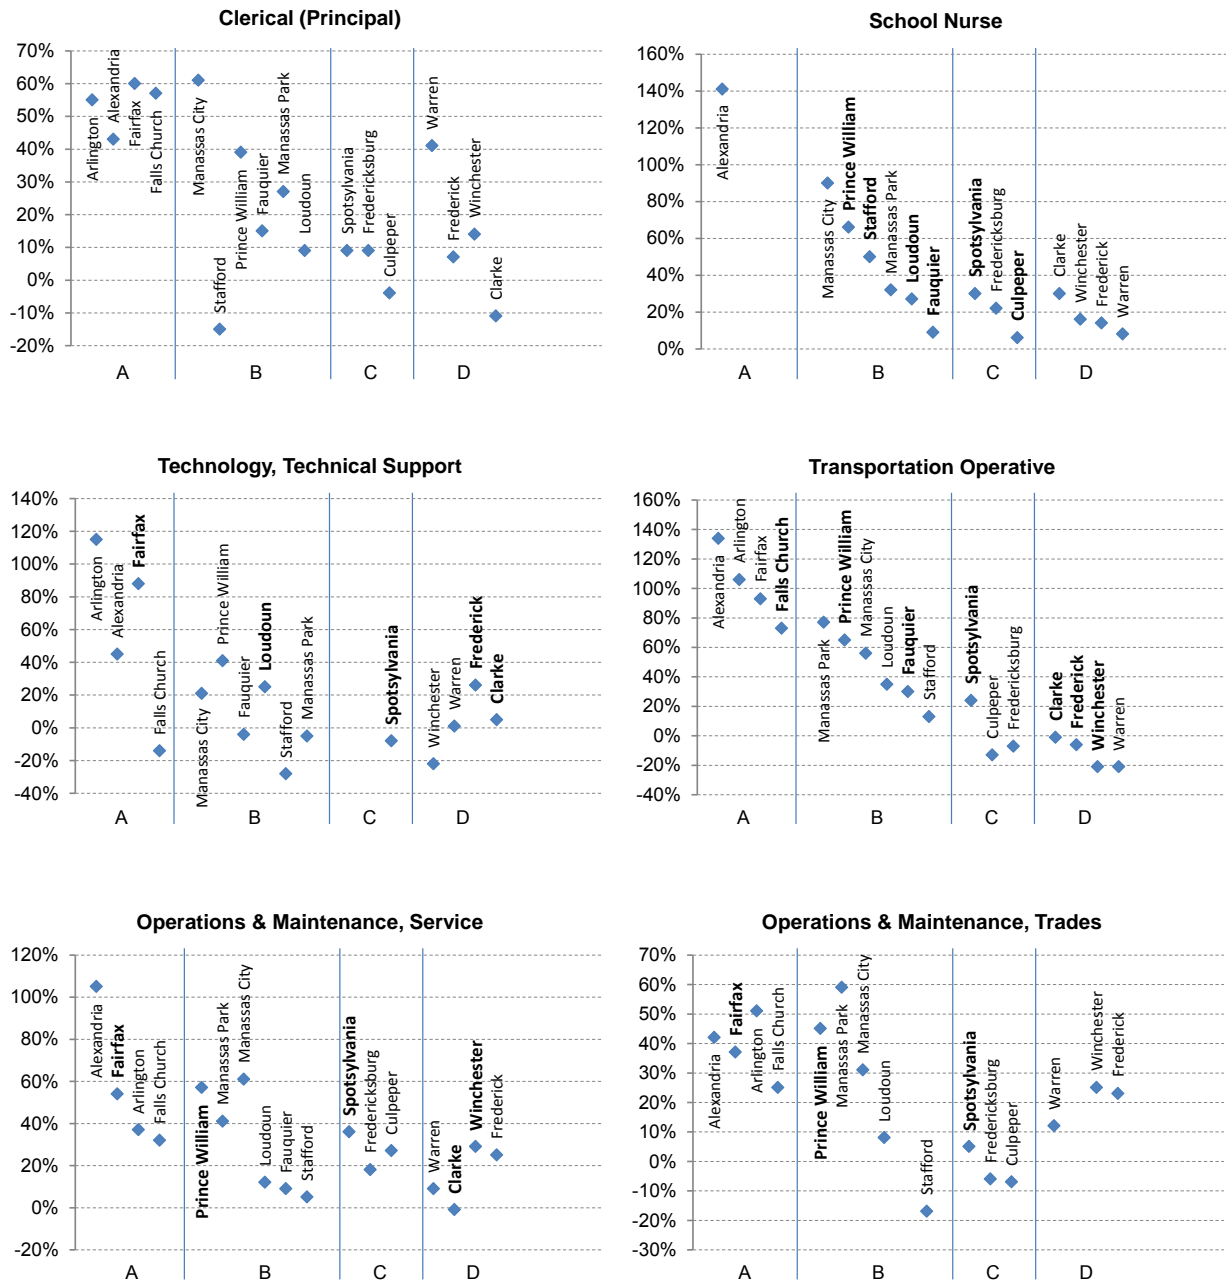 Clerical (Principal)
70%
60%
50%
40%
30%
20%
10%
0%
-10%
-20%
Arlington
Alexandria
Fairfax
Falls Church
Manassas City
Stafford
Prince William
Fauquier
Manassas Park
Loudoun
Spotsylvania
Fredericksburg
Culpeper
Warren
Frederick
Winchester
Clarke
A
B
C
D
School Nurse
160%
140%
120%
100%
80%
60%
40%
20%
0%
Alexandria
Manassas City
Prince William
Stafford
Manassas Park
Loudoun
Fauquier
Spotsylvania
Fredericksburg
Culpeper
Clarke
Winchester
Frederick
Warren
A
B
C
D
Technology, Technical Support
140%
120%
100%
80%
60%
40%
20%
0%
-20%
-40%
Arlington
Alexandria
Fairfax
Falls Church
Manassas City
Prince William
Fauquier
Loudoun
Stafford
Manassas Park
Spotsylvania
Winchester
Warren
Frederick
Clarke
A
B
C
D
Transportation Operative
160%
140%
120%
100%
80%
60%
40%
20%
0%
-20%
-40%
Alexandria
Arlington
Fairfax
Falls Church
Manassas Park
Prince William
Manassas City
Loudoun
Fauquier
Stafford
Spotsylvania
Culpeper
Fredericksburg
Clarke
Frederick
Winchester
Warren
A
B
C
D
Operations & Maintenance, Service
120%
100%
80%
60%
40%
20%
0%
-20%
Alexandria
Fairfax
Arlington
Falls Church
Prince William
Manassas Park
Manassas City
Loudoun
Fauquier
Stafford
Spotsylvania
Fredericksburg
Culpeper
Warren
Clarke
Winchester
Frederick
A
B
C
D
Operations & Maintenance, Trades
70%
60%
50%
40%
30%
20%
10%
0%
-10%
-20%
-30%
Alexandria
Fairfax
Arlington
Falls Church
Prince William
Manassas Park
Manassas City
Loudoun
Stafford
Spotsylvania
Fredericksburg
Culpeper
Warren
Winchester
Frederick
A
B
C
D